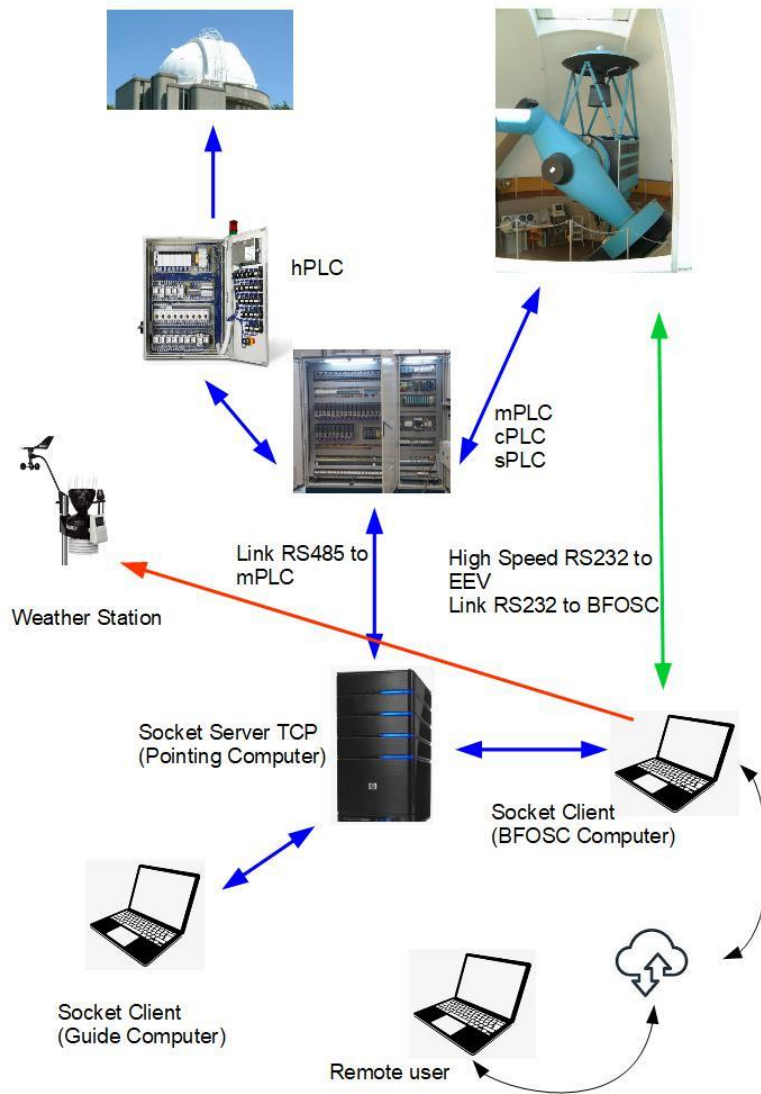 hPLC
mPLC
cPLC
sPLC
Link RS485 to
mPLC
High Speed RS232 to
EEV
Link RS232 to BFOSC
Weather Station
Socket Server TCP
(Pointing Computer)
Socket Client
(BFOSC Computer)
Socket Client
(Guide Computer)
Remote user